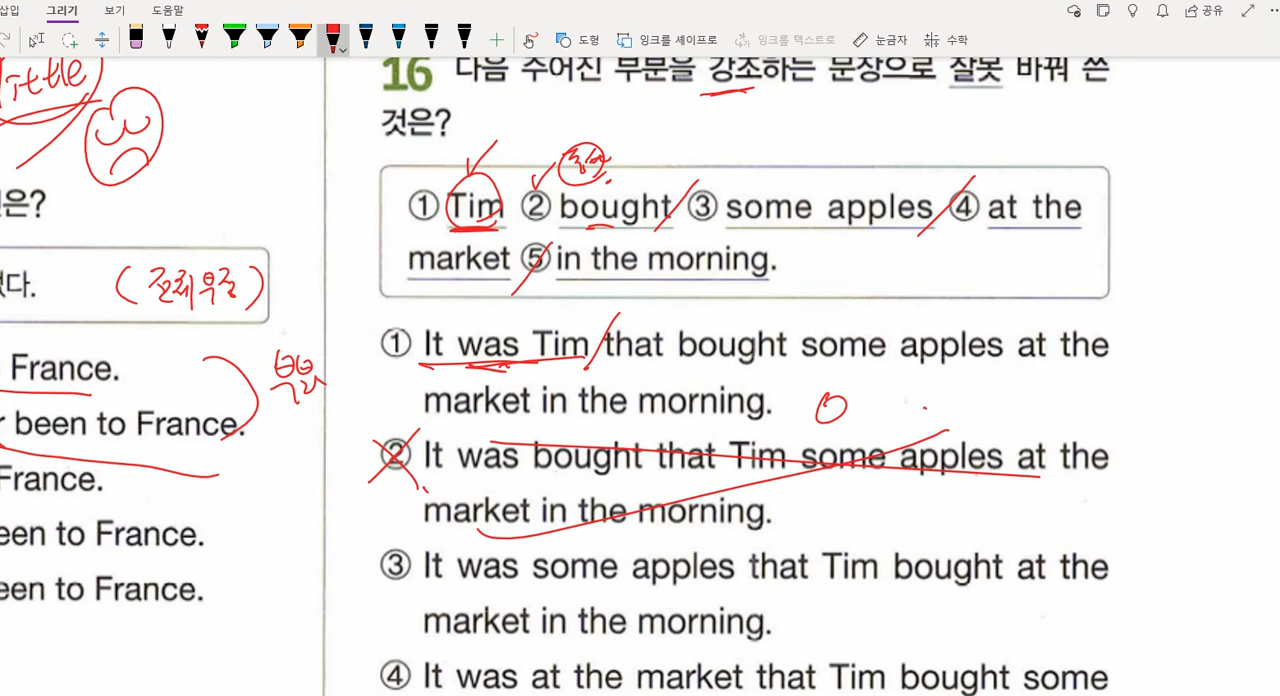 삽입 그리기 보기 도움말 공유
도형 잉크를 셰이프로 잉크를 텍스트로 눈금자 수학
은?
다.
(현재완료)
France.
been to France.
France.
een to France.
een to France.
16 다음 주어진 부분을 강조하는 문장으로 잘못 바꿔 쓴
것은?
① Tim ② bought ③ some apples ④ at the
market ⑤ in the morning.
① It was Tim that bought some apples at the
market in the morning.
② It was bought that Tim some apples at the
market in the morning.
③ It was some apples that Tim bought at the
market in the morning.
④ It was at the market that Tim bought some